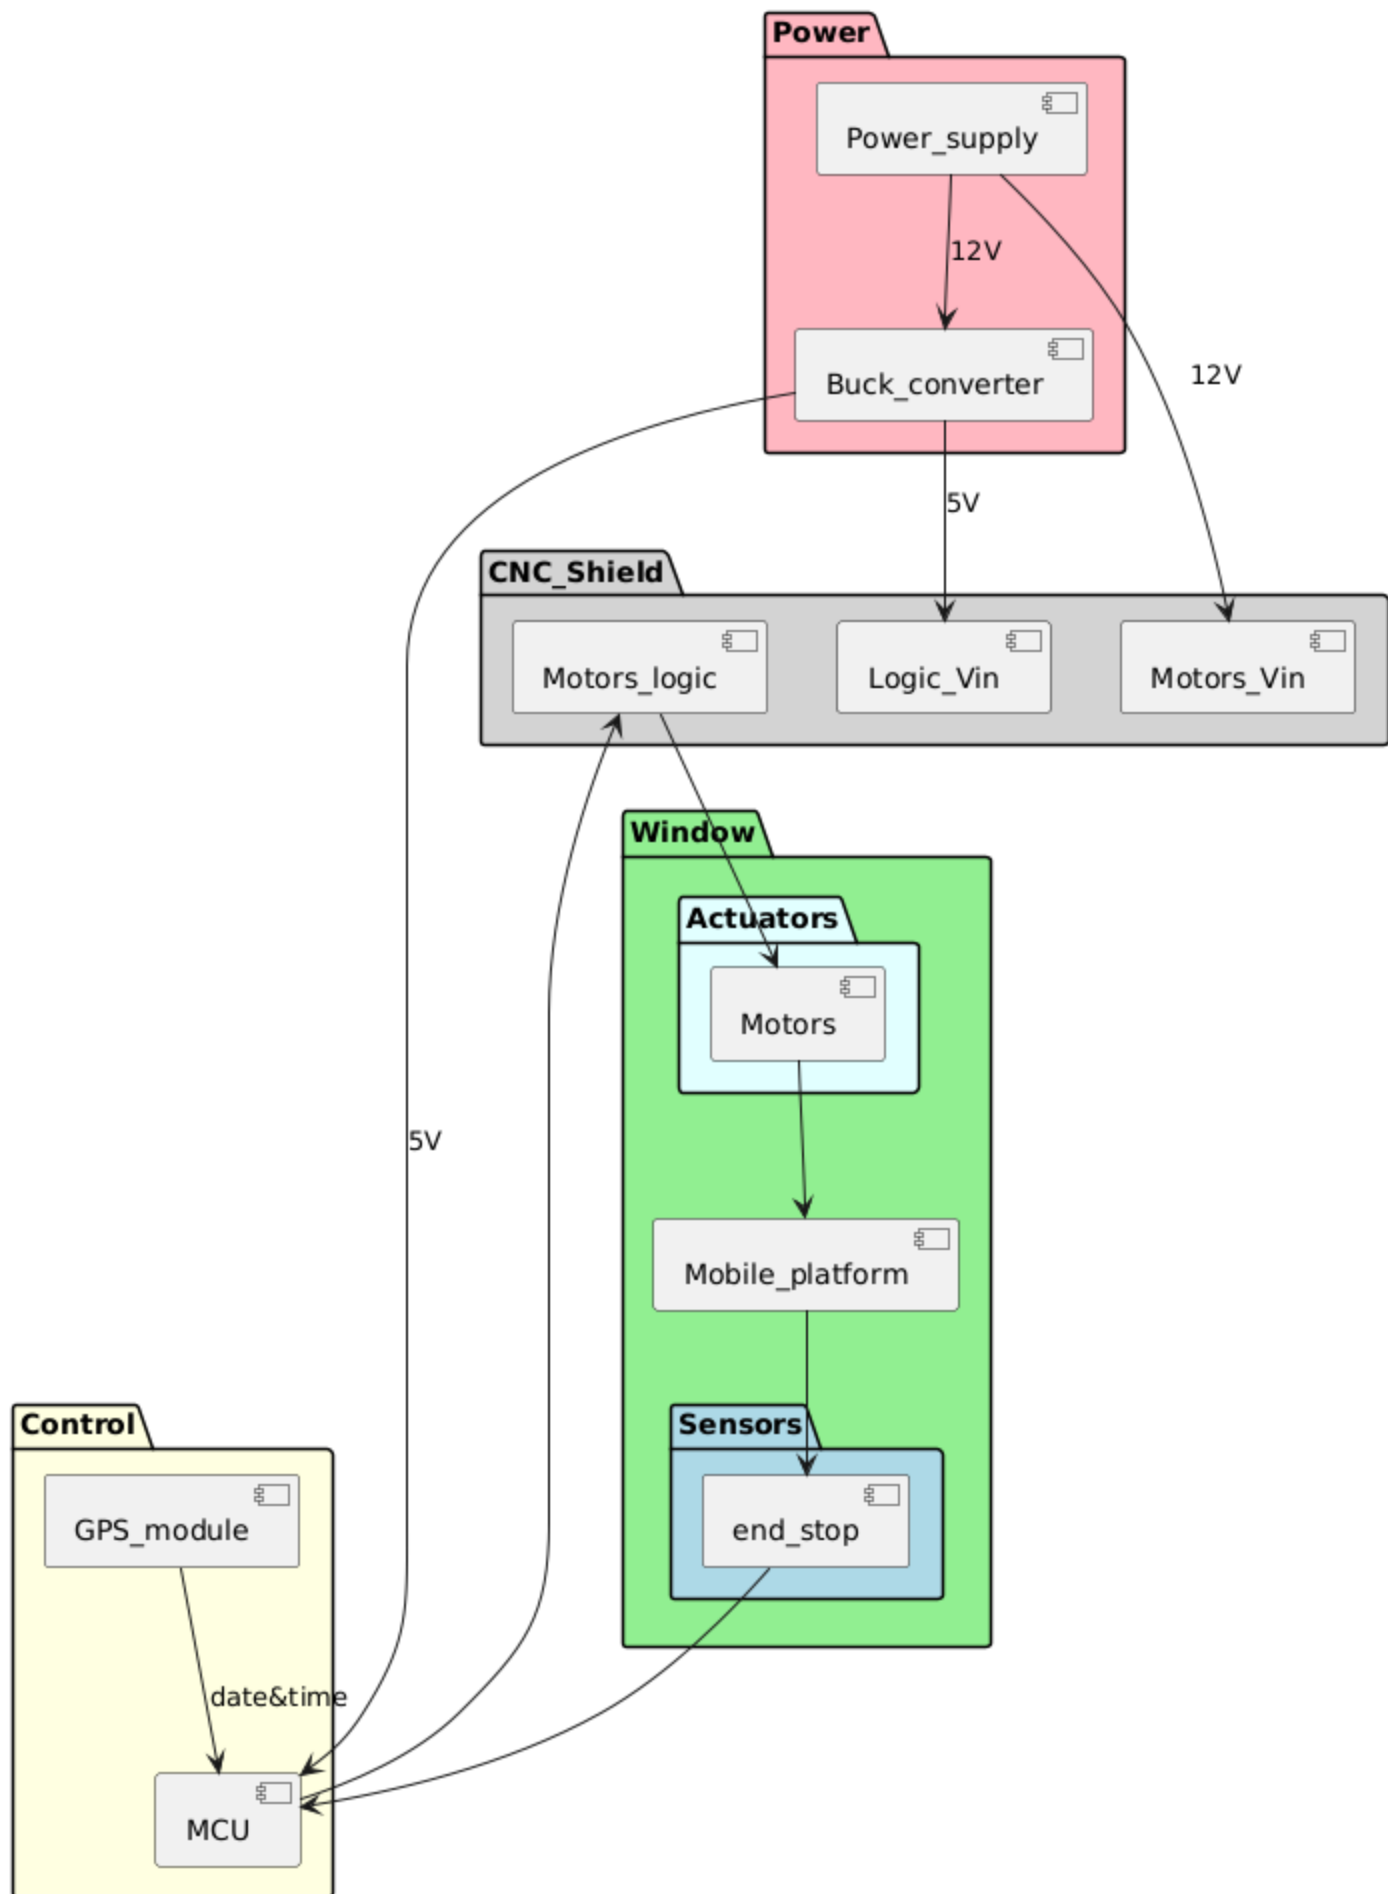 Power
Power_supply
12V
12V
Buck_converter
5V
CNC_Shield
Motors_logic
Logic_Vin
Motors_Vin
Window
Actuators
Motors
5V
Mobile_platform
Control
Sensors
GPS_module
end_stop
date&time
MCU